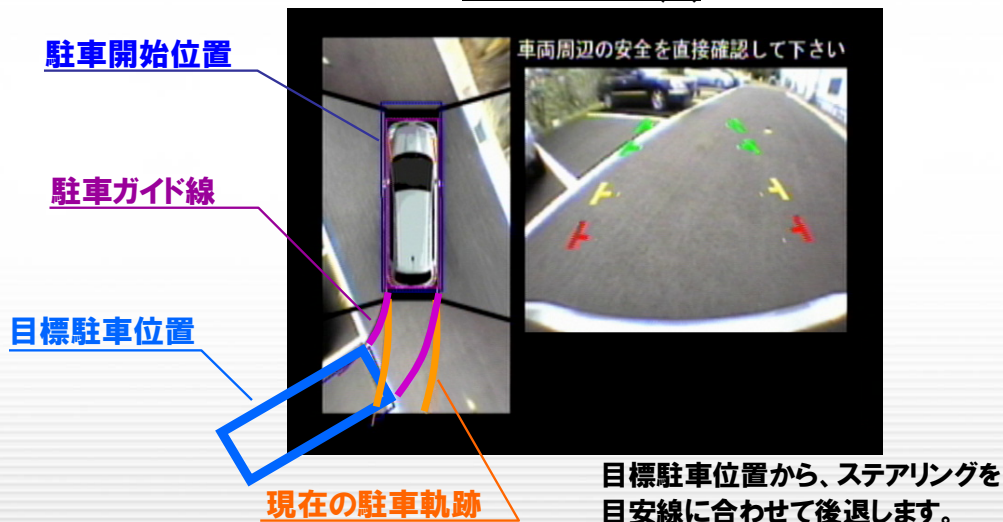 車両周辺の安全を直接確認して下さい
駐車開始位置
駐車ガイド線
目標駐車位置
現在の駐車軌跡
目標駐車位置から、ステアリングを
目安線に合わせて後退します。